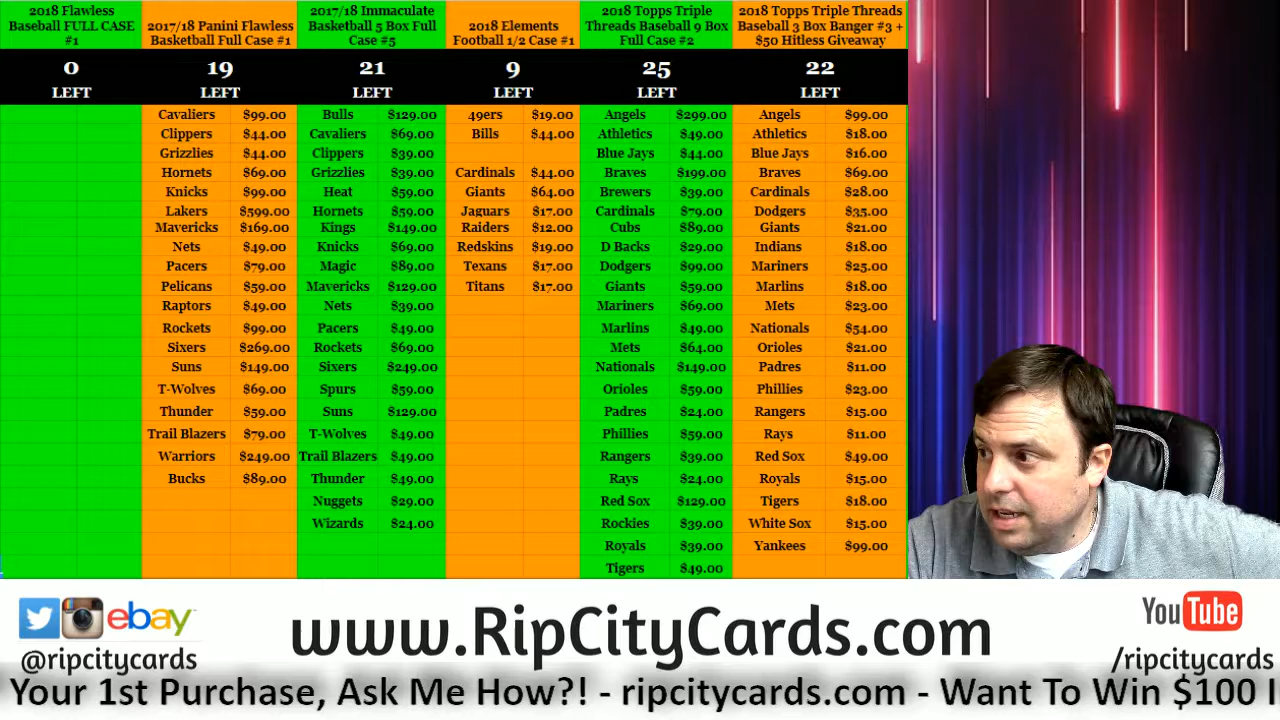 2018 Flawless
Baseball FULL CASE
#1
0
LEFT
2017/18 Panini Flawless
Basketball Full Case #1
19
LEFT
Cavaliers $99.00
Clippers $44.00
Grizzlies $44.00
Hornets $69.00
Knicks $99.00
Lakers $599.00
Mavericks $169.00
Nets $49.00
Pacers $79.00
Pelicans $59.00
Raptors $49.00
Rockets $99.00
Sixers $269.00
Suns $149.00
T-Wolves $69.00
Thunder $59.00
Trail Blazers $79.00
Warriors $249.00
Bucks $89.00
2017/18 Immaculate
Basketball 5 Box Full
Case #5
21
LEFT
Bulls $129.00
Cavaliers $69.00
Clippers $39.00
Grizzlies $39.00
Heat $59.00
Hornets $59.00
Kings $149.00
Knicks $69.00
Magic $89.00
Mavericks $129.00
Nets $39.00
Pacers $49.00
Rockets $69.00
Sixers $249.00
Spurs $59.00
Suns $129.00
T-Wolves $49.00
Trail Blazers $49.00
Thunder $49.00
Nuggets $29.00
Wizards $24.00
2018 Elements
Football 1/2 Case #1
9
LEFT
49ers $19.00
Bills $44.00
Cardinals $44.00
Giants $64.00
Jaguars $17.00
Raiders $12.00
Redskins $19.00
Texans $17.00
Titans $17.00
2018 Topps Triple
Threads Baseball 9 Box
Full Case #2
25
LEFT
Angels $299.00
Athletics $49.00
Blue Jays $44.00
Braves $199.00
Brewers $39.00
Cardinals $79.00
Cubs $89.00
D Backs $29.00
Dodgers $99.00
Giants $59.00
Mariners $69.00
Marlins $49.00
Mets $64.00
Nationals $149.00
Orioles $59.00
Padres $24.00
Phillies $59.00
Rangers $39.00
Rays $24.00
Red Sox $129.00
Rockies $39.00
Royals $39.00
Tigers $49.00
2018 Topps Triple Threads
Baseball 3 Box Banger #3 +
$50 Hitless Giveaway
22
LEFT
Angels $99.00
Athletics $18.00
Blue Jays $16.00
Braves $69.00
Cardinals $28.00
Dodgers $35.00
Giants $21.00
Indians $18.00
Mariners $25.00
Marlins $18.00
Mets $23.00
Nationals $54.00
Orioles $21.00
Padres $11.00
Phillies $23.00
Rangers $15.00
Rays $11.00
Red Sox $49.00
Royals $15.00
Tigers $18.00
White Sox $15.00
Yankees $99.00
ebay
@ripcitycards
www.RipCityCards.com
YouTube
/ripcitycards
Your 1st Purchase, Ask Me How?! - ripcitycards.com - Want To Win $100 I